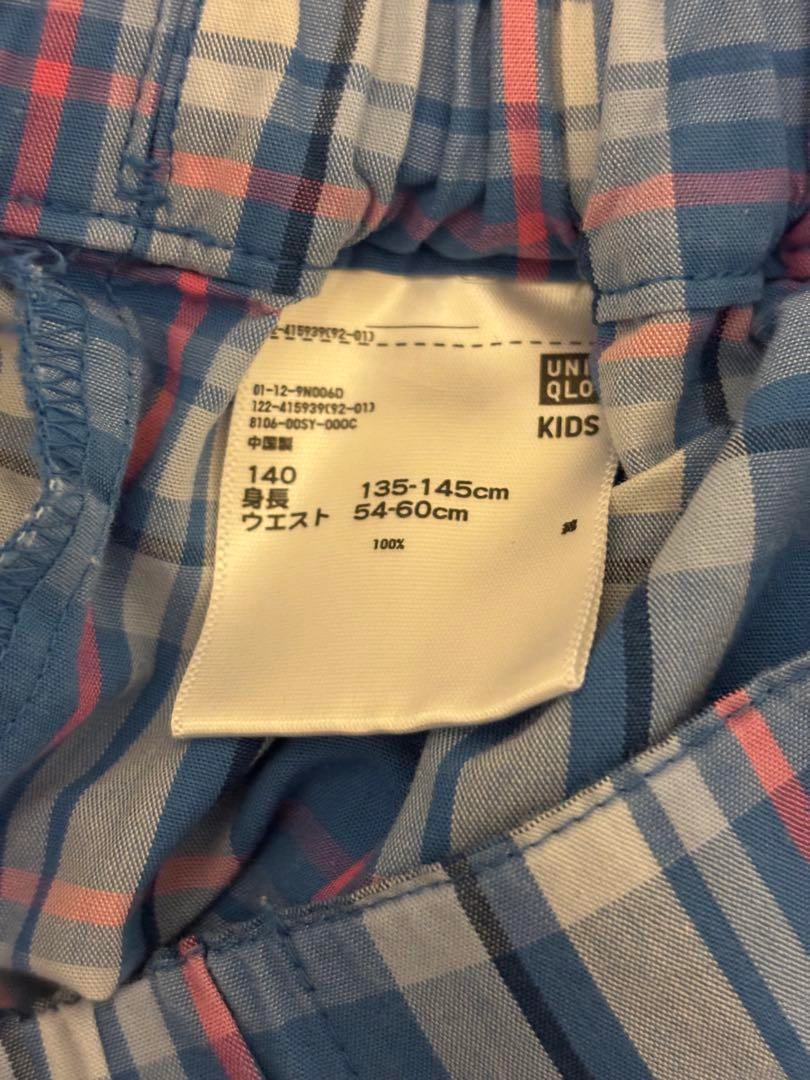 2-415939(92-01)
UNI
QLO
KIDS
01-12-9N006D
122-415939(92-01)
8106-00SY-000C
中国製
140
身長 135-145cm
ウエスト 54-60cm
100%